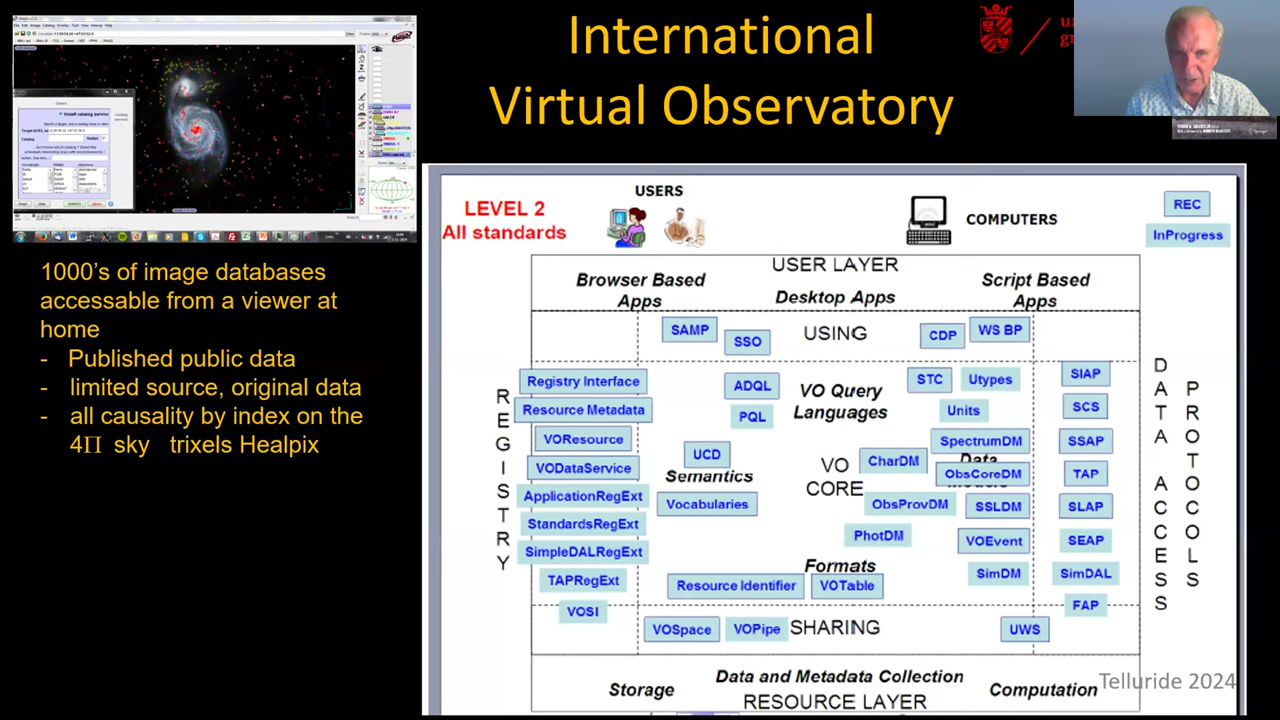 International
Virtual Observatory
1000's of image databases
accessable from a viewer at
home
- Published public data
- limited source, original data
- all causality by index on the
4Π sky trixels Healpix
LEVEL 2
All standards
USERS
COMPUTERS
REC
InProgress
USER LAYER
Browser Based
Apps
Desktop Apps
Script Based
Apps
USING
SAMP
SSO
CDP
WS BP
REGISTRY
Registry Interface
Resource Metadata
VOResource
VODataService
ApplicationRegExt
StandardsRegExt
SimpleDALRegExt
TAPRegExt
VOSI
ADQL
PQL
VO Query
Languages
STC
Utypes
Units
UCD
Semantics
Vocabularies
VO
CORE
SpectrumDM
CharDM
Data
ObsCoreDM
ObsProvDM
SSLDM
PhotDM
VOEvent
SimDM
Formats
Resource Identifier
VOTable
SIAP
SCS
SSAP
TAP
SLAP
SEAP
SimDAL
FAP
DATA ACCESS
PROTOCOLS
VOSpace
VOPipe
SHARING
UWS
Storage
Data and Metadata Collection
RESOURCE LAYER
Computation
Telluride 2024